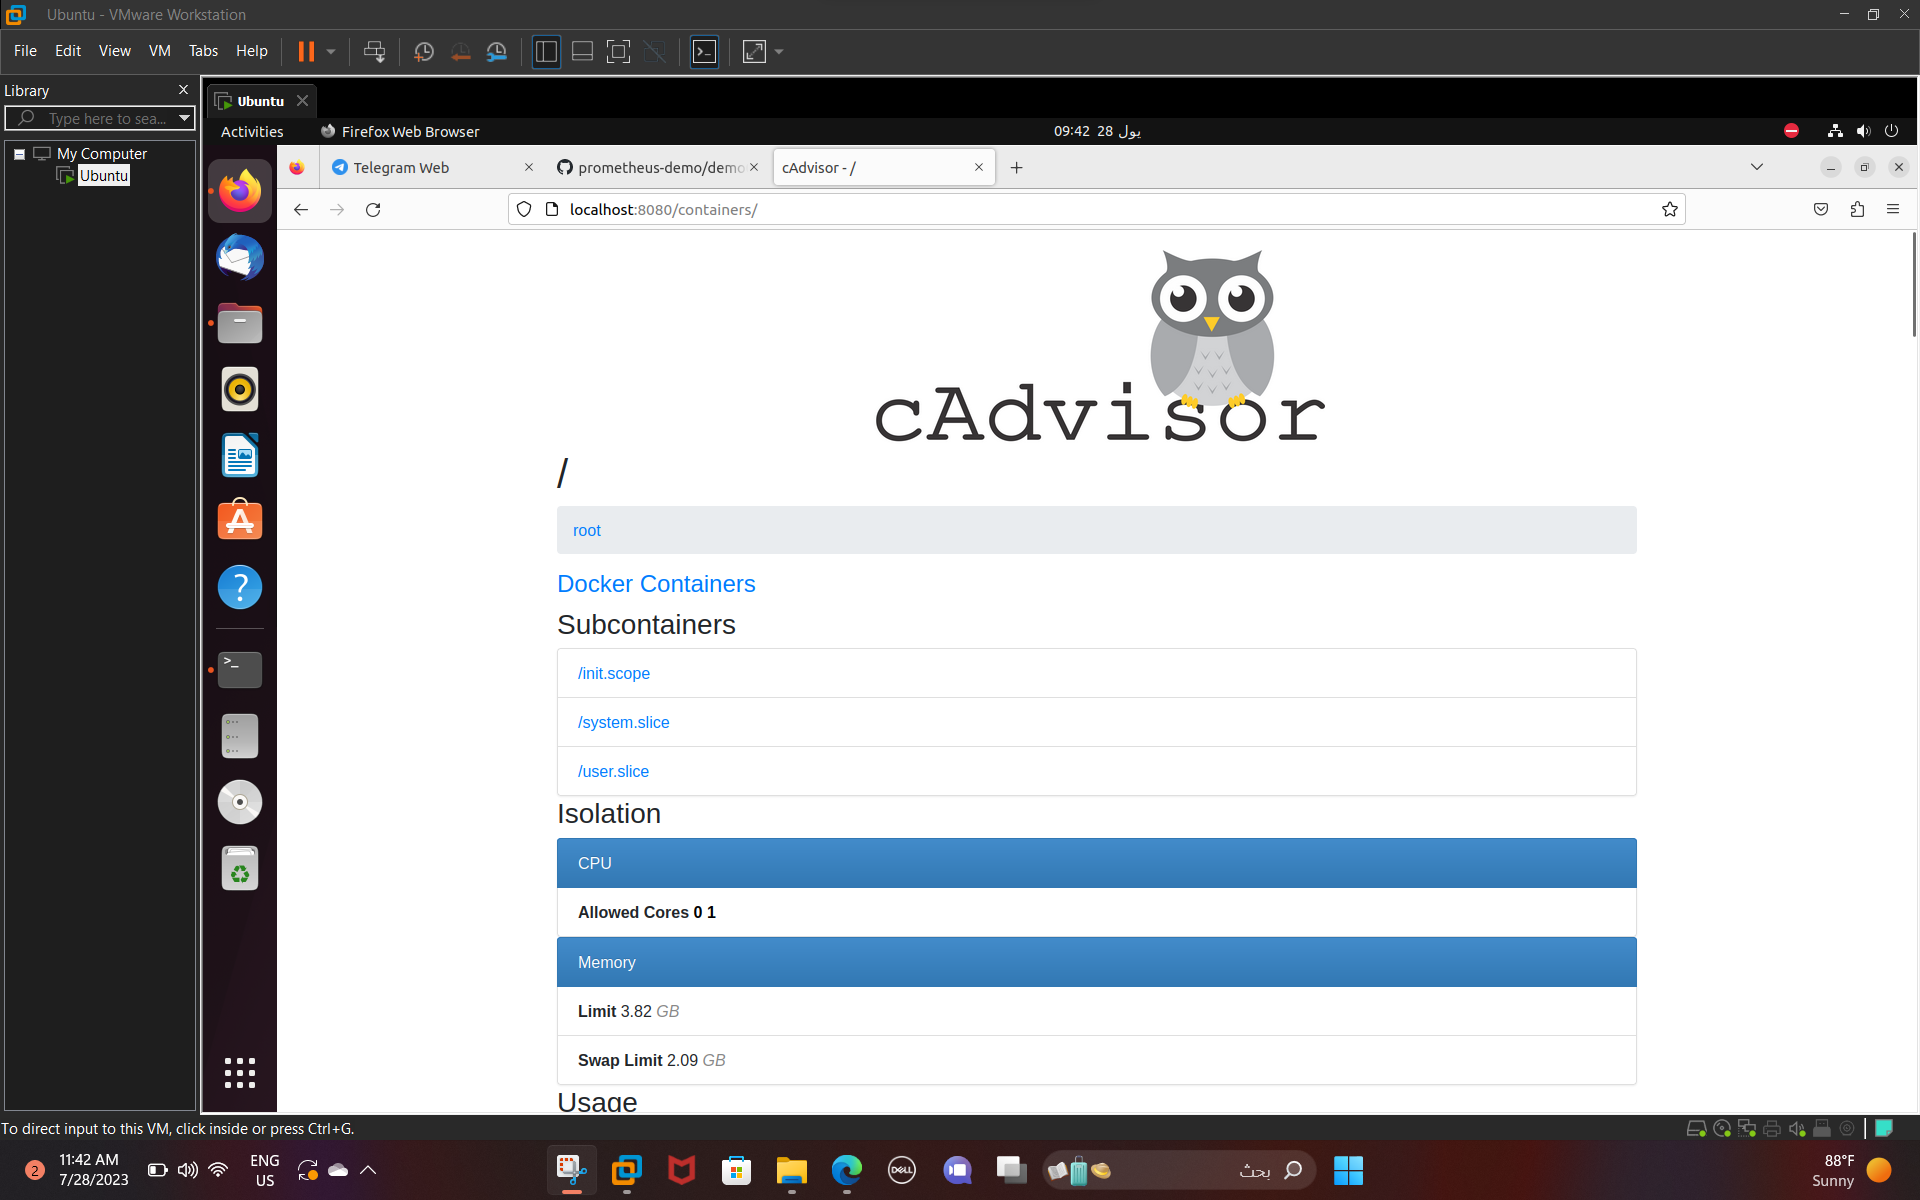 Ubuntu - VMware Workstation
File Edit View VM Tabs Help
Library
Type here to sea...
My Computer
Ubuntu
Ubuntu
Activities
Firefox Web Browser
09:42 28 يول
Telegram Web
prometheus-demo/demo
cAdvisor - /
localhost:8080/containers/
cAdvisor
/
root
Docker Containers
Subcontainers
/init.scope
/system.slice
/user.slice
Isolation
CPU
Allowed Cores 0 1
Memory
Limit 3.82 GB
Swap Limit 2.09 GB
Usage
To direct input to this VM, click inside or press Ctrl+G.
2
11:42 AM
7/28/2023
ENG
US
DELL
بحث
88°F
Sunny